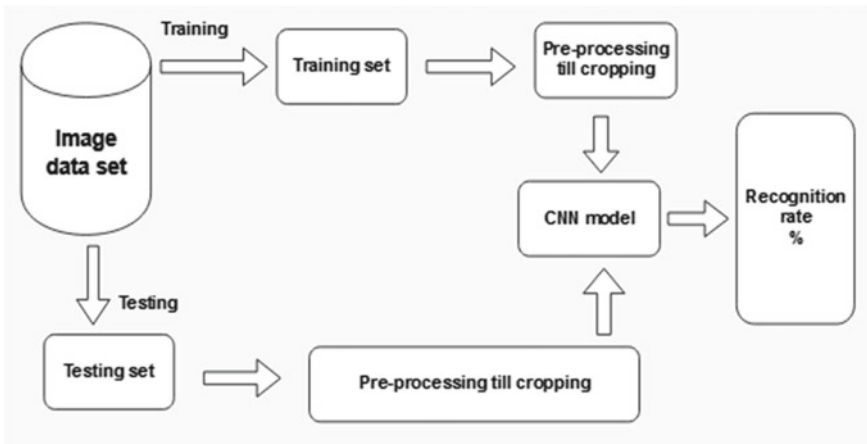 Training
Training set
Pre-processing
till cropping
Image
data set
CNN model
Recognition
rate
%
Testing
Testing set
Pre-processing till cropping